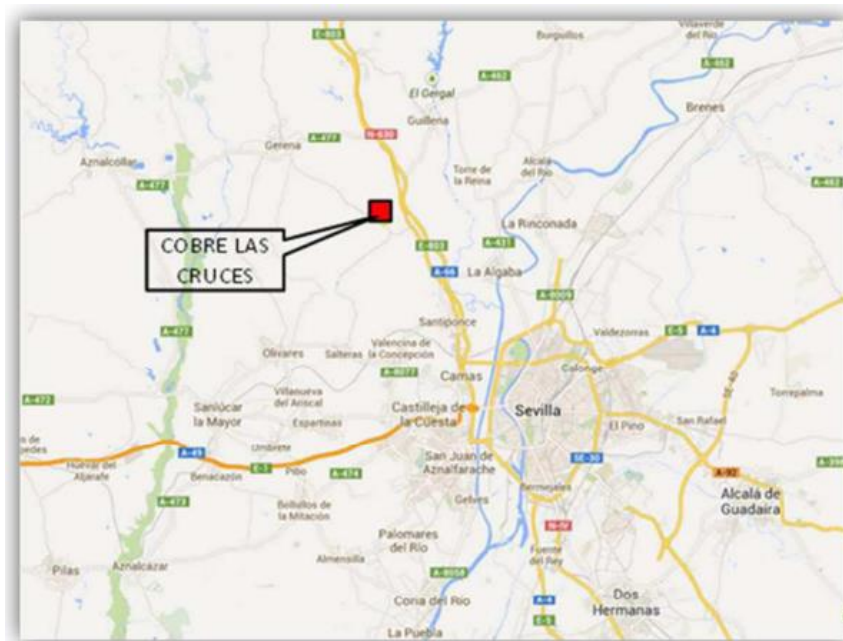 E-803
Burguillos
Villaverde
del Río
A-462
A-462
El Gergal
Guillena
Brenes
N-630
A-477
Gerena
Aznalcóllar
A-477
Torre de
la Reina
Alcalá
del Río
A-462
COBRE LAS
CRUCES
La Rinconada
E-803
A-431
A-66
La Algaba
A-8009
A-477
Santiponce
Valdezorras
E-5
A-4
Olivares
Salteras
Valencina de
la Concepción
A-8077
Camas
Calonge
SE-40
A-472
Villanueva
del Ariscal
Torrepalma
Sanlúcar
la Mayor
Espartinas
Castilleja de
la Cuesta
Sevilla
San Rafael
El Pino
Umbrete
A-49
Huévar del
Aljarafe
Benacazón
E-1
Pibo
A-474
San Juan de
Aznalfarache
SE-30
A-92
Bermejales
Gelves
Alcalá de
Guadaíra
A-473
Bollullos de
la Mitación
N-IV
Palomares
del Río
Almensilla
Fuente
del Rey
Pilas
Aznalcázar
A-8058
Dos
Hermanas
Coria del Río
A-4
E-5
La Puebla